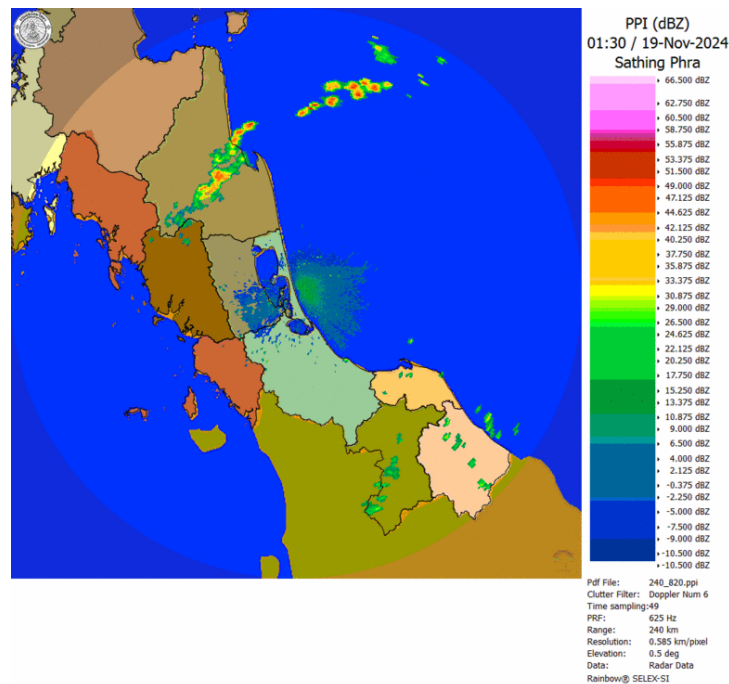 PPI (dBZ)
01:30 / 19-Nov-2024
Sathing Phra
66.500 dBZ
62.750 dBZ
60.500 dBZ
58.750 dBZ
55.875 dBZ
53.375 dBZ
51.500 dBZ
49.000 dBZ
47.125 dBZ
44.625 dBZ
42.125 dBZ
40.250 dBZ
37.750 dBZ
35.875 dBZ
33.375 dBZ
30.875 dBZ
29.000 dBZ
26.500 dBZ
24.625 dBZ
22.125 dBZ
20.250 dBZ
17.750 dBZ
15.250 dBZ
13.375 dBZ
10.875 dBZ
9.000 dBZ
6.500 dBZ
4.000 dBZ
2.125 dBZ
-0.375 dBZ
-2.250 dBZ
-5.000 dBZ
-7.500 dBZ
-9.000 dBZ
-10.500 dBZ
-10.500 dBZ
Pdf File: 240_820.ppi
Clutter Filter: Doppler Num 6
Time sampling:49
PRF: 625 Hz
Range: 240 km
Resolution: 0.585 km/pixel
Elevation: 0.5 deg
Data: Radar Data
Rainbow® SELEX-SI